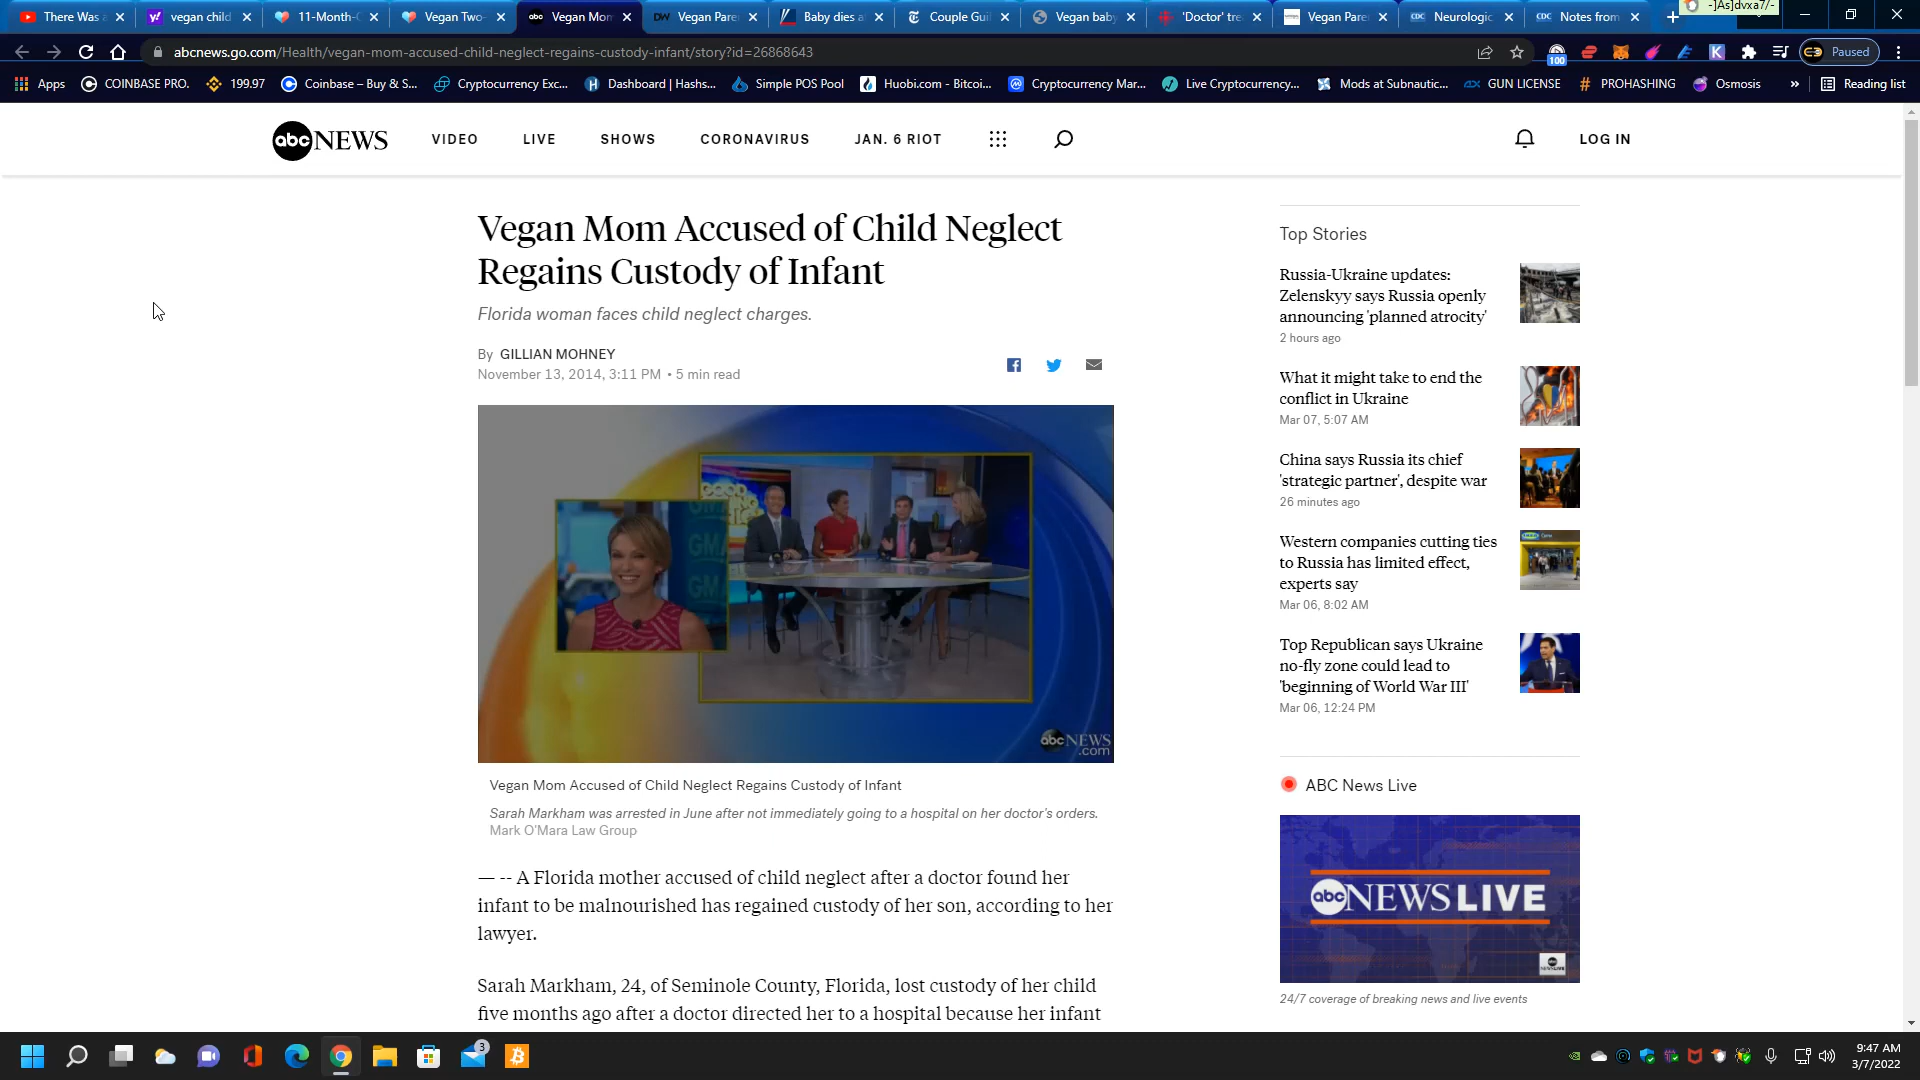 There Was a
vegan child
11-Month-O
Vegan Two-
abc Vegan Mom
DW Vegan Pare
Baby dies a
Couple Gui
Vegan baby
'Doctor' tre
Vegan Pare
CDC Neurologic
CDC Notes from
-]As]dvxa7/-
abcnews.go.com/Health/vegan-mom-accused-child-neglect-regains-custody-infant/story?id=26868643
100
Paused
Apps
COINBASE PRO.
199.97
Coinbase – Buy & S...
Cryptocurrency Exc...
Dashboard | Hashs...
Simple POS Pool
Huobi.com - Bitcoi...
Cryptocurrency Mar...
Live Cryptocurrency...
Mods at Subnautic...
GUN LICENSE
PROHASHING
Osmosis
»
Reading list
abc NEWS
VIDEO
LIVE
SHOWS
CORONAVIRUS
JAN. 6 RIOT
LOG IN
Vegan Mom Accused of Child Neglect
Regains Custody of Infant
Florida woman faces child neglect charges.
By GILLIAN MOHNEY
November 13, 2014, 3:11 PM • 5 min read
abc NEWS
.com
Vegan Mom Accused of Child Neglect Regains Custody of Infant
Sarah Markham was arrested in June after not immediately going to a hospital on her doctor's orders.
Mark O'Mara Law Group
— -- A Florida mother accused of child neglect after a doctor found her
infant to be malnourished has regained custody of her son, according to her
lawyer.
Sarah Markham, 24, of Seminole County, Florida, lost custody of her child
five months ago after a doctor directed her to a hospital because her infant
Top Stories
Russia-Ukraine updates:
Zelenskyy says Russia openly
announcing 'planned atrocity'
2 hours ago
What it might take to end the
conflict in Ukraine
Mar 07, 5:07 AM
China says Russia its chief
'strategic partner', despite war
26 minutes ago
Western companies cutting ties
to Russia has limited effect,
experts say
Mar 06, 8:02 AM
Top Republican says Ukraine
no-fly zone could lead to
'beginning of World War III'
Mar 06, 12:24 PM
ABC News Live
abc NEWS LIVE
24/7 coverage of breaking news and live events
3
9:47 AM
3/7/2022